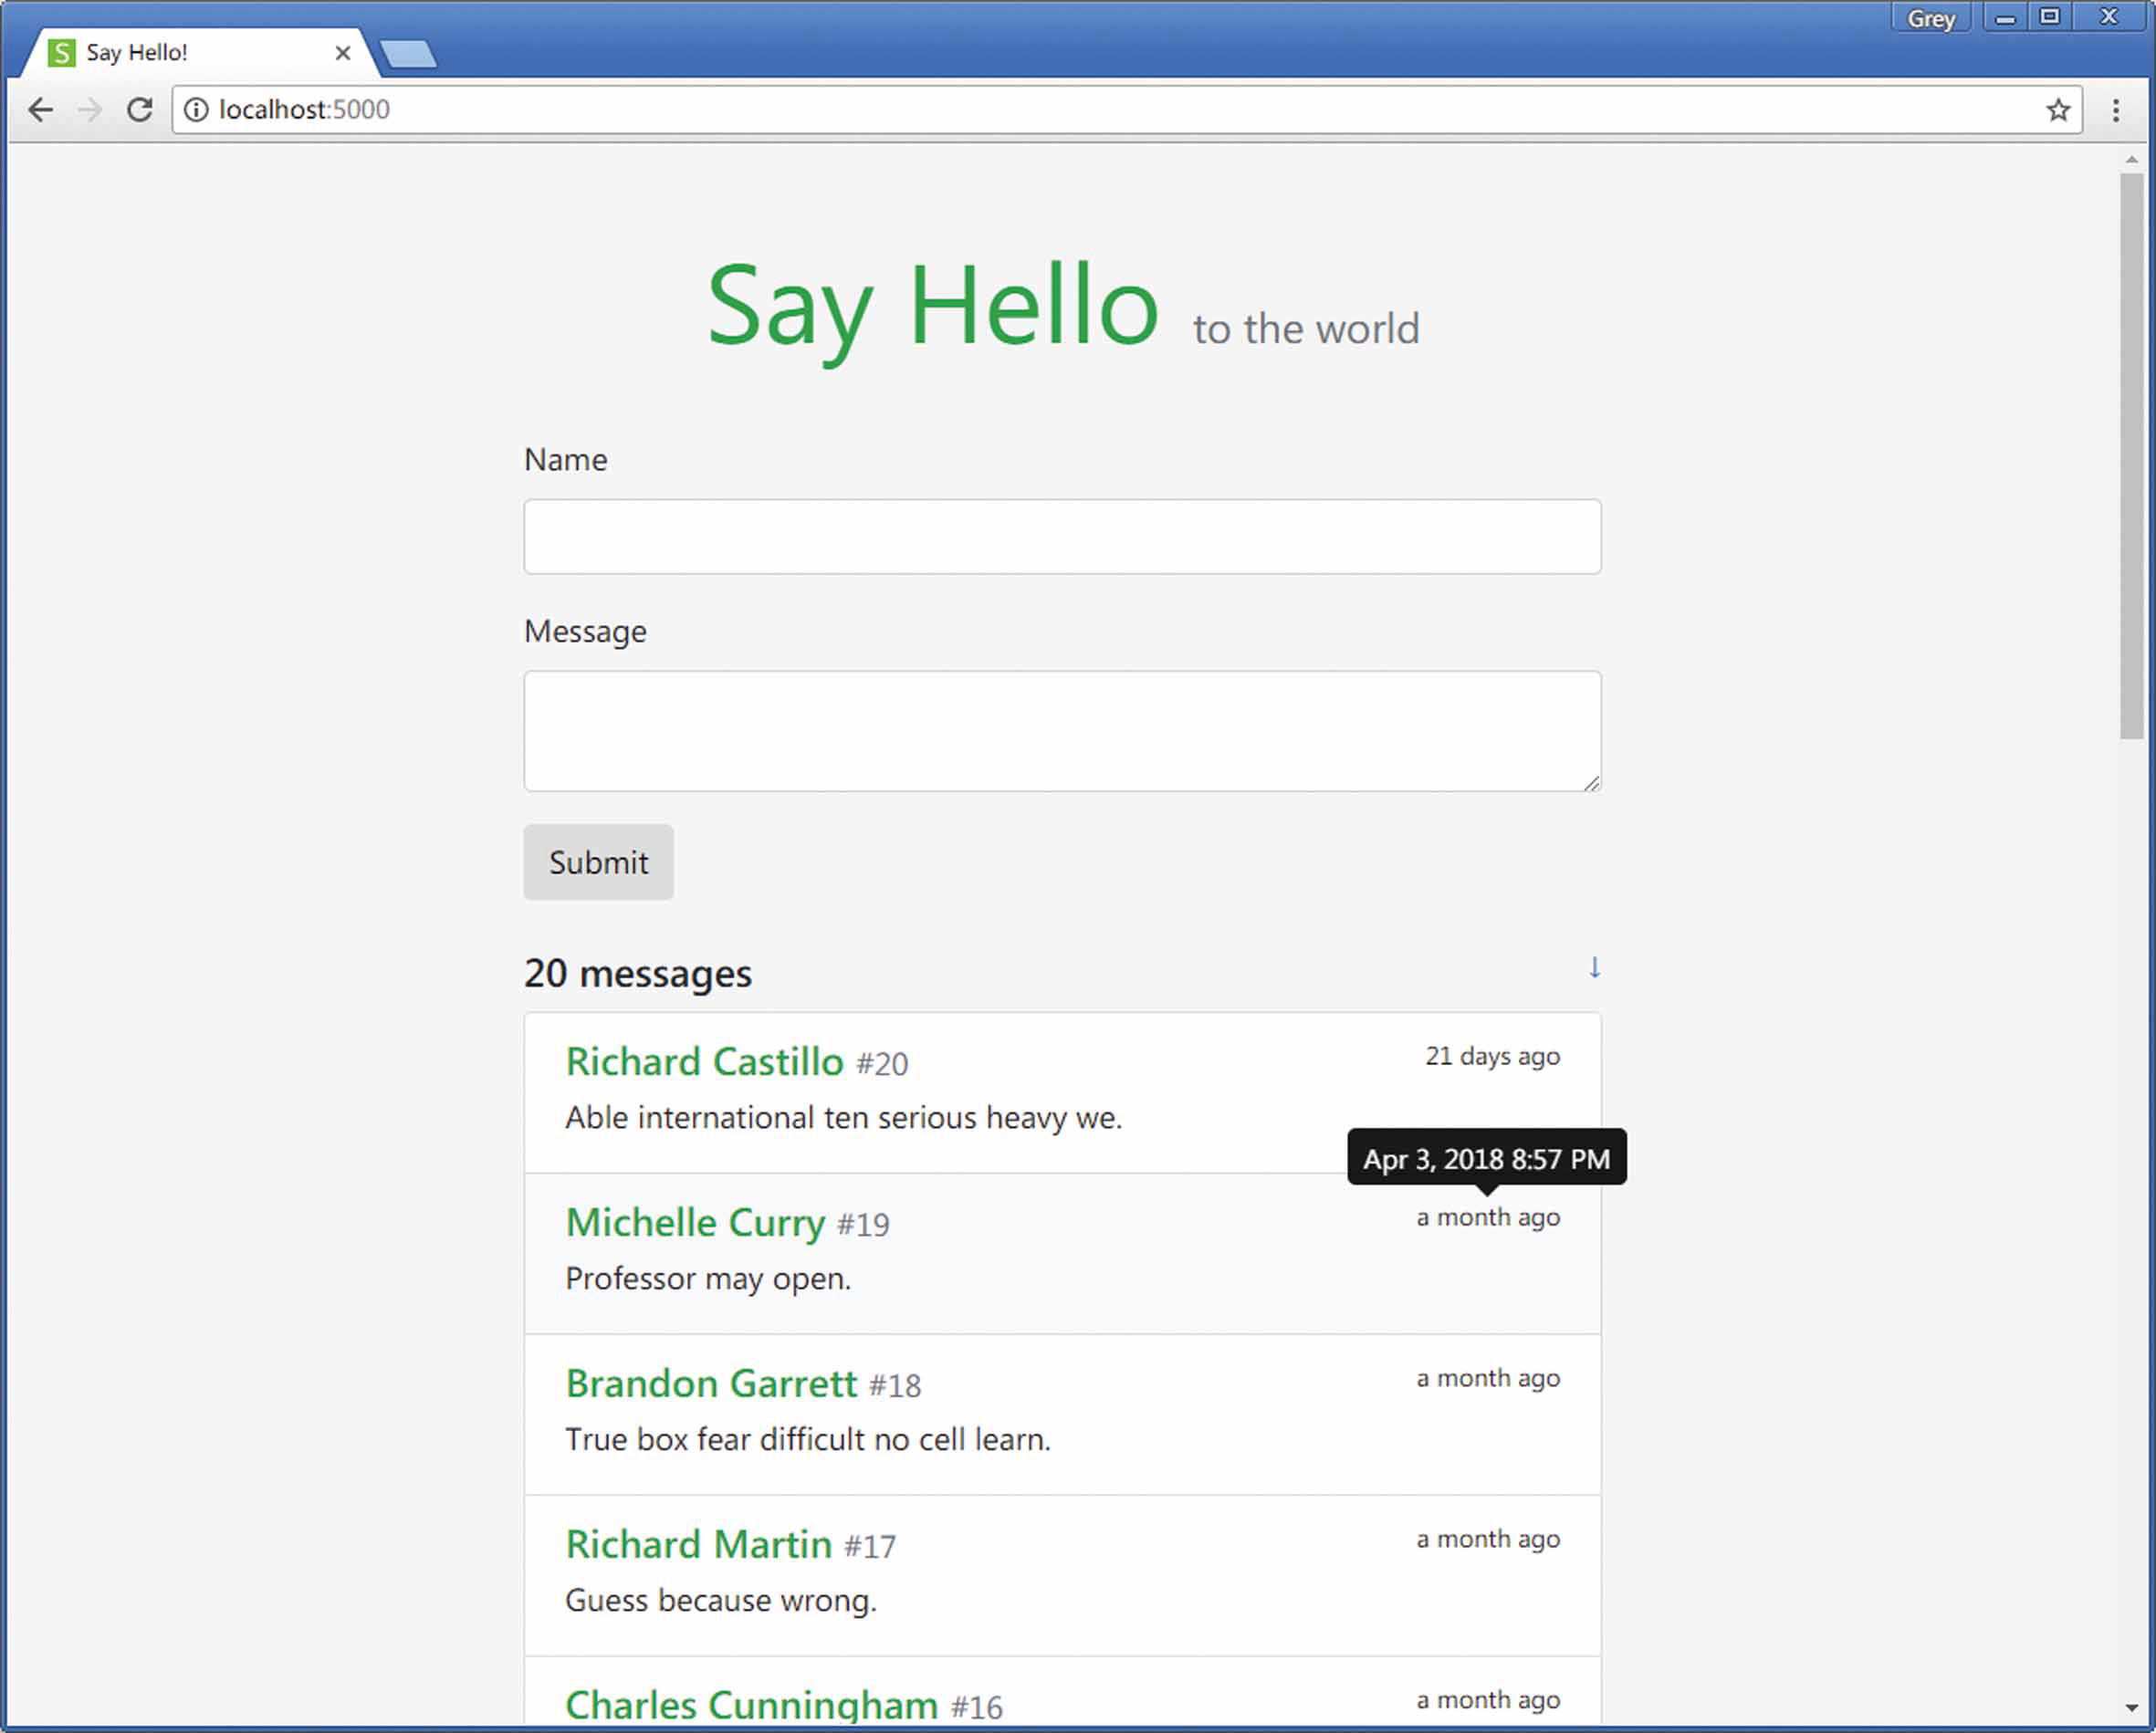 Grey
Say Hello!
localhost:5000
Say Hello to the world
Name
Message
Submit
20 messages ↓
Richard Castillo #20 21 days ago
Able international ten serious heavy we.
Apr 3, 2018 8:57 PM
Michelle Curry #19 a month ago
Professor may open.
Brandon Garrett #18 a month ago
True box fear difficult no cell learn.
Richard Martin #17 a month ago
Guess because wrong.
Charles Cunningham #16 a month ago